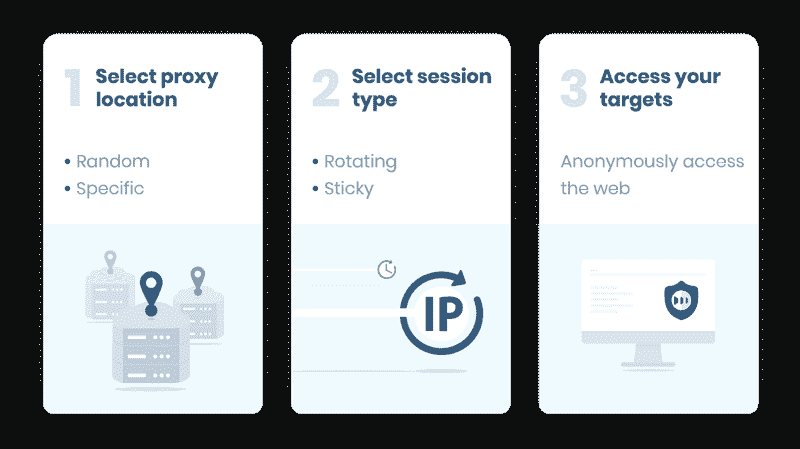 1 Select proxy
location
• Random
• Specific
2 Select session
type
• Rotating
• Sticky
IP
3 Access your
targets
Anonymously access
the web